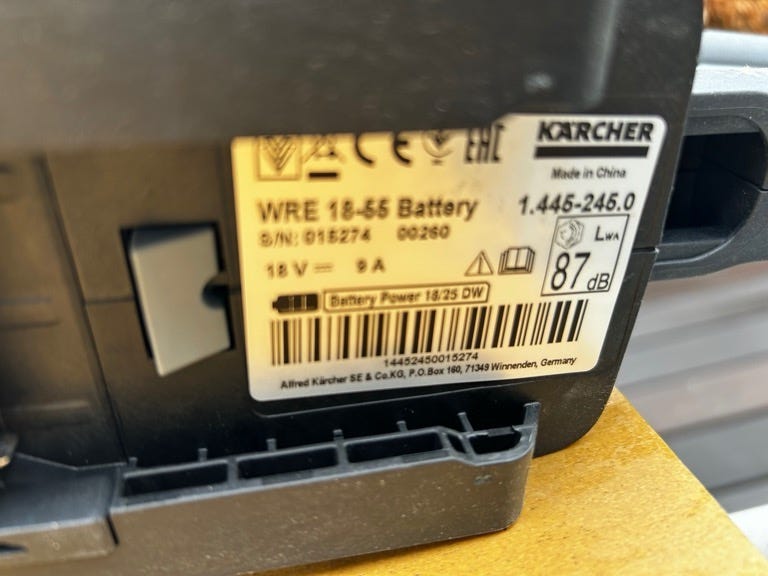 EAC
KÄRCHER
Made in China
WRE 18-55 Battery
1.445-245.0
S/N: 015274 00260
LWA
18 V 9 A
87 dB
Battery Power 18/25 DW
14452450015274
Alfred Kärcher SE & Co.KG, P.O.Box 160, 71349 Winnenden, Germany